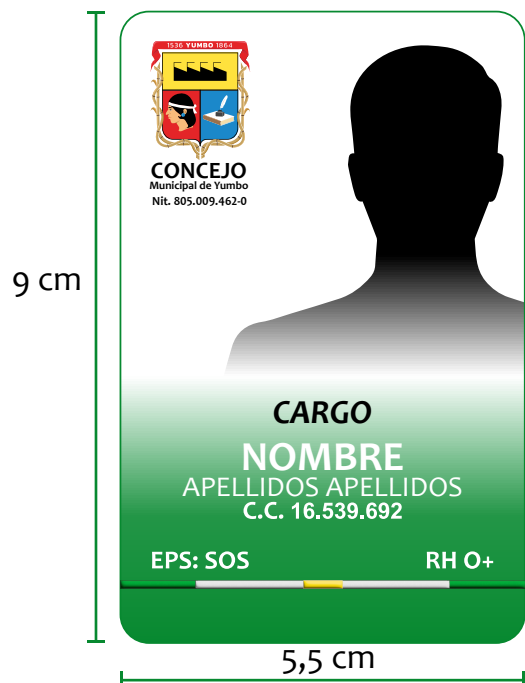 1536 YUMBO 1864
CONCEJO
Municipal de Yumbo
Nit. 805.009.462-0
9 cm
CARGO
NOMBRE
APELLIDOS APELLIDOS
C.C. 16.539.692
EPS: SOS RH O+
5,5 cm